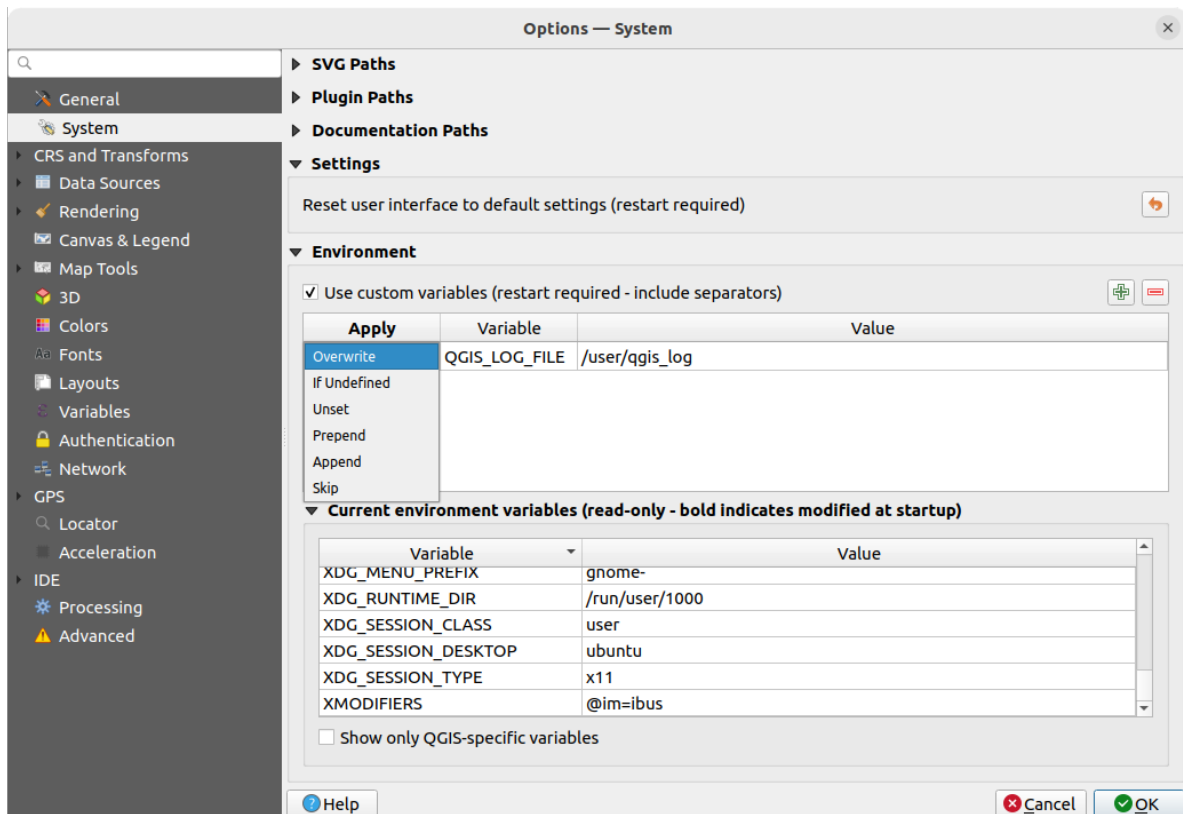 Options — System
SVG Paths
General
Plugin Paths
System
Documentation Paths
CRS and Transforms
Settings
Data Sources
Rendering
Reset user interface to default settings (restart required)
Canvas & Legend
Environment
Map Tools
3D
Use custom variables (restart required - include separators)
Colors
Apply Variable Value
Fonts
Overwrite QGIS_LOG_FILE /user/qgis_log
Layouts
If Undefined
Variables
Unset
Authentication
Prepend
Network
Append
GPS
Skip
Locator
Current environment variables (read-only - bold indicates modified at startup)
Acceleration
Variable Value
IDE
XDG_MENU_PREFIX gnome-
Processing
XDG_RUNTIME_DIR /run/user/1000
Advanced
XDG_SESSION_CLASS user
XDG_SESSION_DESKTOP ubuntu
XDG_SESSION_TYPE x11
XMODIFIERS @im=ibus
Show only QGIS-specific variables
Help Cancel OK